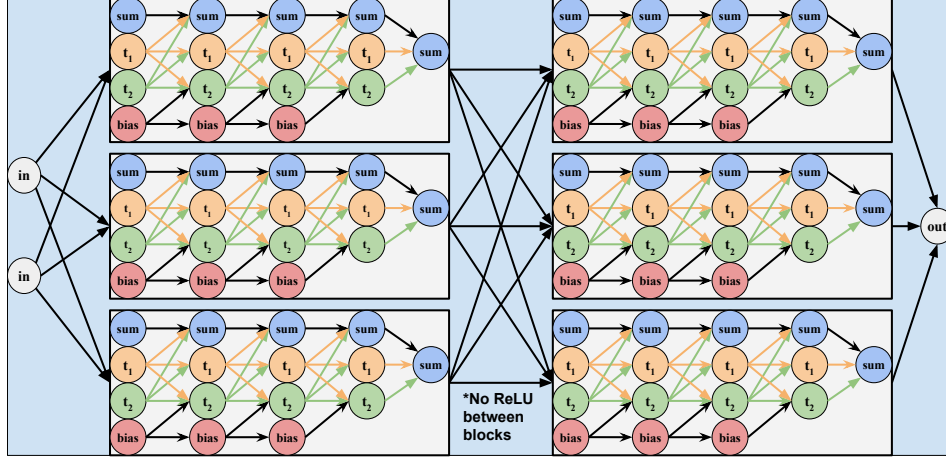 sum sum sum sum sum sum sum sum
t₁ t₁ t₁ t₁ sum t₁ t₁ t₁ t₁ sum
t₂ t₂ t₂ t₂ t₂ t₂ t₂ t₂
bias bias bias bias bias bias
in
sum sum sum sum sum sum sum sum
t₁ t₁ t₁ t₁ sum t₁ t₁ t₁ t₁ sum
out
t₂ t₂ t₂ t₂ t₂ t₂ t₂ t₂
in
bias bias bias bias bias bias
sum sum sum sum sum sum sum sum
t₁ t₁ t₁ t₁ sum t₁ t₁ t₁ t₁ sum
t₂ t₂ t₂ t₂ t₂ t₂ t₂ t₂
*No ReLU
between
blocks
bias bias bias bias bias bias